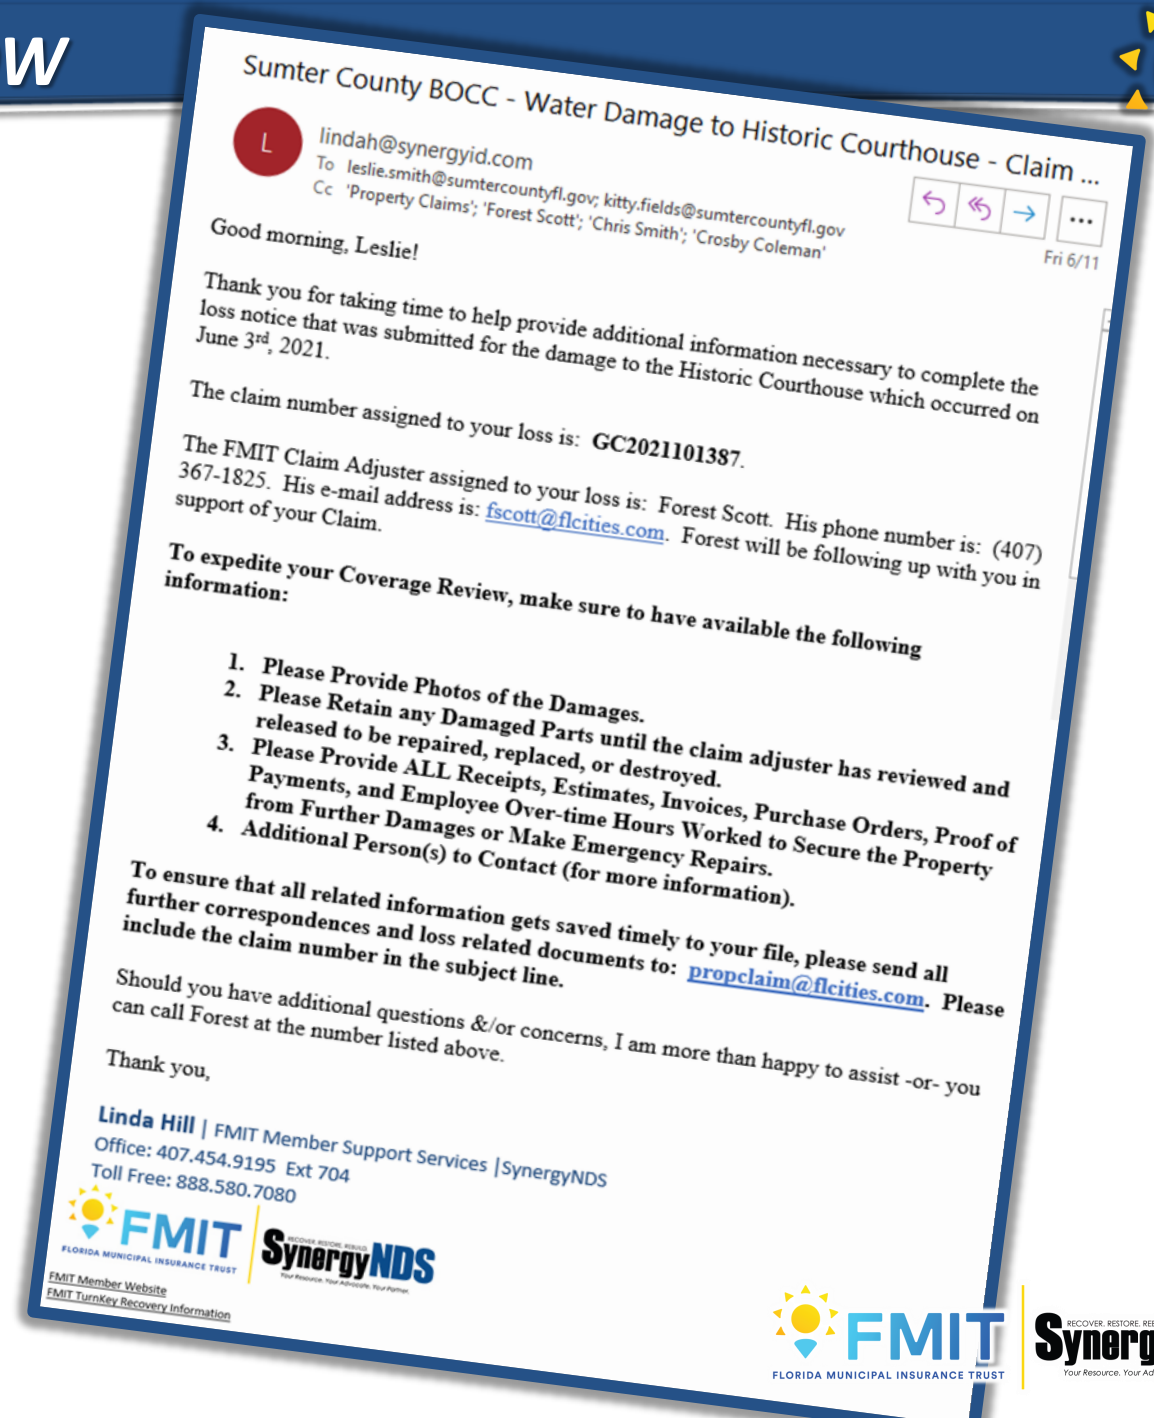 W
Sumter County BOCC - Water Damage to Historic Courthouse - Claim ...
L
lindah@synergyid.com
To leslie.smith@sumtercountyfl.gov; kitty.fields@sumtercountyfl.gov
Cc 'Property Claims'; 'Forest Scott'; 'Chris Smith'; 'Crosby Coleman'
Fri 6/11
Good morning, Leslie!
Thank you for taking time to help provide additional information necessary to complete the
loss notice that was submitted for the damage to the Historic Courthouse which occurred on
June 3rd, 2021.
The claim number assigned to your loss is: GC2021101387.
The FMIT Claim Adjuster assigned to your loss is: Forest Scott. His phone number is: (407)
367-1825. His e-mail address is: fscott@flcities.com. Forest will be following up with you in
support of your Claim.
To expedite your Coverage Review, make sure to have available the following
information:
1. Please Provide Photos of the Damages.
2. Please Retain any Damaged Parts until the claim adjuster has reviewed and
released to be repaired, replaced, or destroyed.
3. Please Provide ALL Receipts, Estimates, Invoices, Purchase Orders, Proof of
Payments, and Employee Over-time Hours Worked to Secure the Property
from Further Damages or Make Emergency Repairs.
4. Additional Person(s) to Contact (for more information).
To ensure that all related information gets saved timely to your file, please send all
further correspondences and loss related documents to: propclaim@flcities.com. Please
include the claim number in the subject line.
Should you have additional questions &/or concerns, I am more than happy to assist -or- you
can call Forest at the number listed above.
Thank you,
Linda Hill | FMIT Member Support Services |SynergyNDS
Office: 407.454.9195 Ext 704
Toll Free: 888.580.7080
FMIT
FLORIDA MUNICIPAL INSURANCE TRUST
RECOVER. RESTORE. REBUILD.
SynergyNDS
Your Resource. Your Advocate. Your Partner.
FMIT Member Website
FMIT TurnKey Recovery Information
FMIT
FLORIDA MUNICIPAL INSURANCE TRUST
RECOVER. RESTORE. REB
Synerg
Your Resource. Your Ad